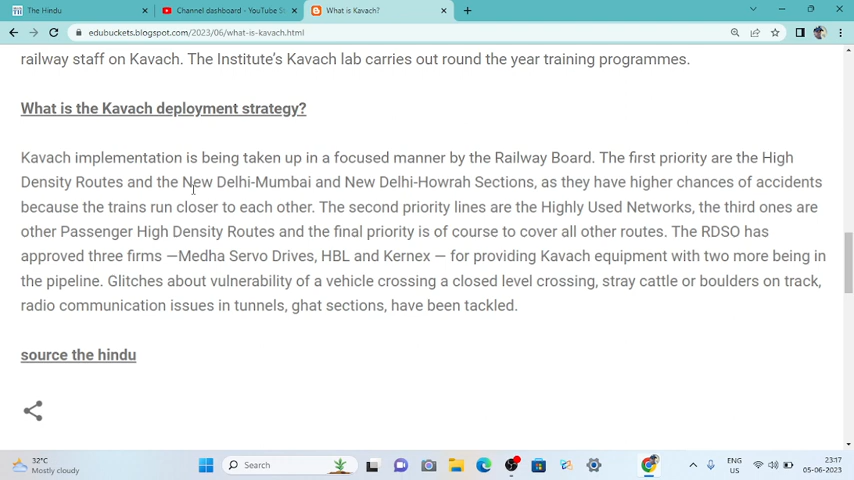 The Hindu
Channel dashboard - YouTube St
What is Kavach?
edubuckets.blogspot.com/2023/06/what-is-kavach.html
railway staff on Kavach. The Institute's Kavach lab carries out round the year training programmes.
What is the Kavach deployment strategy?
Kavach implementation is being taken up in a focused manner by the Railway Board. The first priority are the High
Density Routes and the New Delhi-Mumbai and New Delhi-Howrah Sections, as they have higher chances of accidents
because the trains run closer to each other. The second priority lines are the Highly Used Networks, the third ones are
other Passenger High Density Routes and the final priority is of course to cover all other routes. The RDSO has
approved three firms —Medha Servo Drives, HBL and Kernex — for providing Kavach equipment with two more being in
the pipeline. Glitches about vulnerability of a vehicle crossing a closed level crossing, stray cattle or boulders on track,
radio communication issues in tunnels, ghat sections, have been tackled.
source the hindu
32°C
Mostly cloudy
Search
ENG
US
23:17
05-06-2023